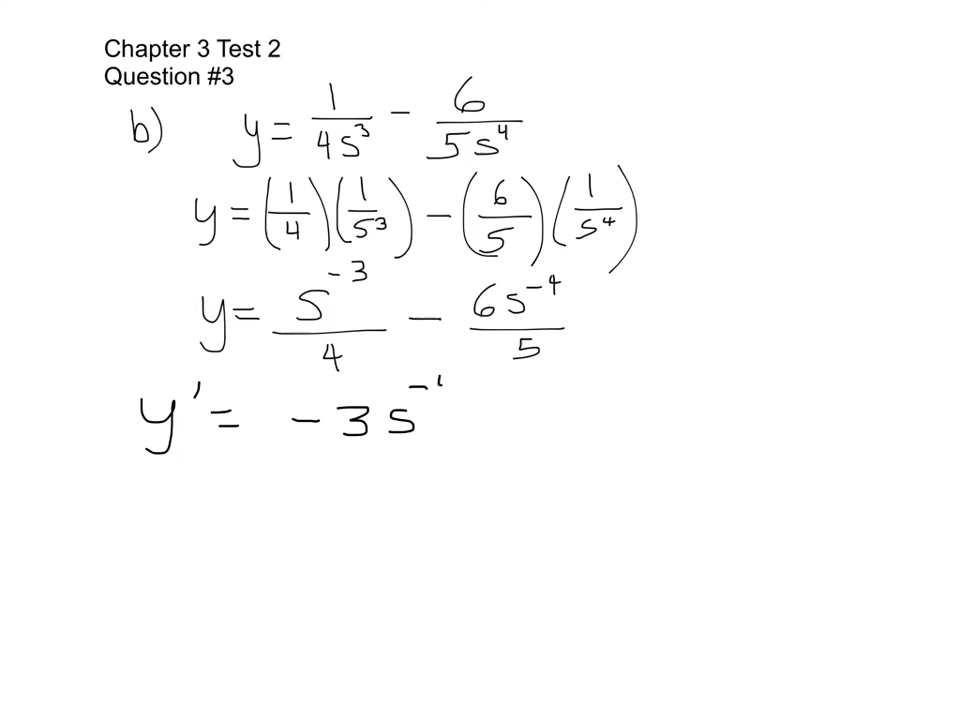 Chapter 3 Test 2
Question #3
b) y = 1/(4s³) − 6/(5s⁴)
y = (1/4)(1/s³) − (6/5)(1/s⁴)
y = s⁻³/4 − 6s⁻⁴/5
y' = −3s⁻'